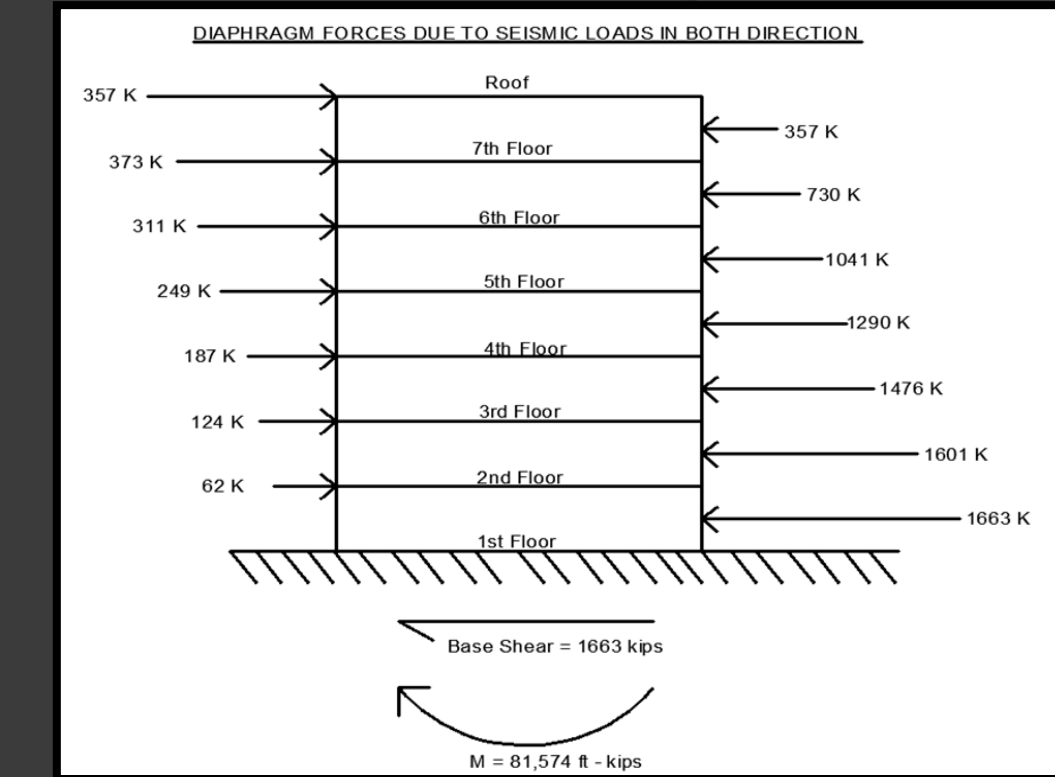 DIAPHRAGM FORCES DUE TO SEISMIC LOADS IN BOTH DIRECTION
Roof
357 K
357 K
7th Floor
373 K
730 K
6th Floor
311 K
1041 K
5th Floor
249 K
1290 K
4th Floor
187 K
1476 K
3rd Floor
124 K
1601 K
2nd Floor
62 K
1663 K
1st Floor
Base Shear = 1663 kips
M = 81,574 ft - kips